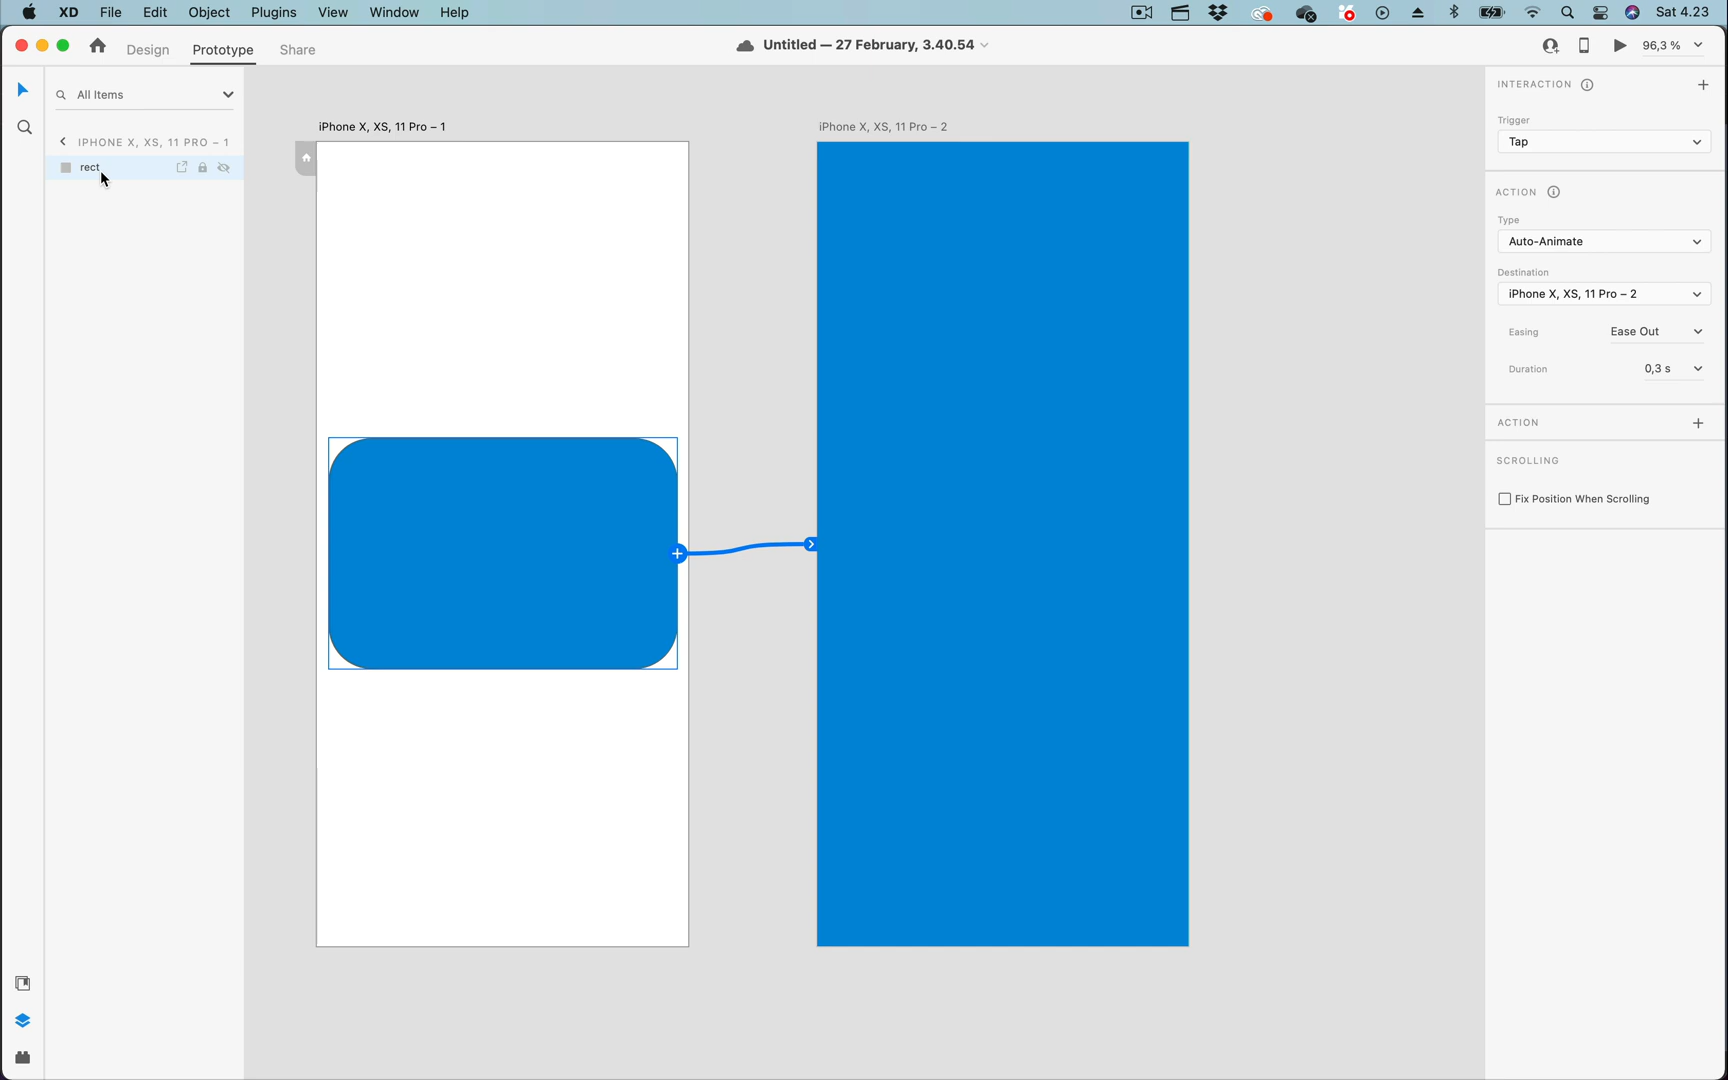 XD File Edit Object Plugins View Window Help Sat 4.23
Design Prototype Share Untitled — 27 February, 3.40.54 96,3 %
All Items
IPHONE X, XS, 11 PRO – 1
rect
iPhone X, XS, 11 Pro – 1
iPhone X, XS, 11 Pro – 2
INTERACTION
Trigger
Tap
ACTION
Type
Auto-Animate
Destination
iPhone X, XS, 11 Pro – 2
Easing Ease Out
Duration 0,3 s
ACTION
SCROLLING
Fix Position When Scrolling